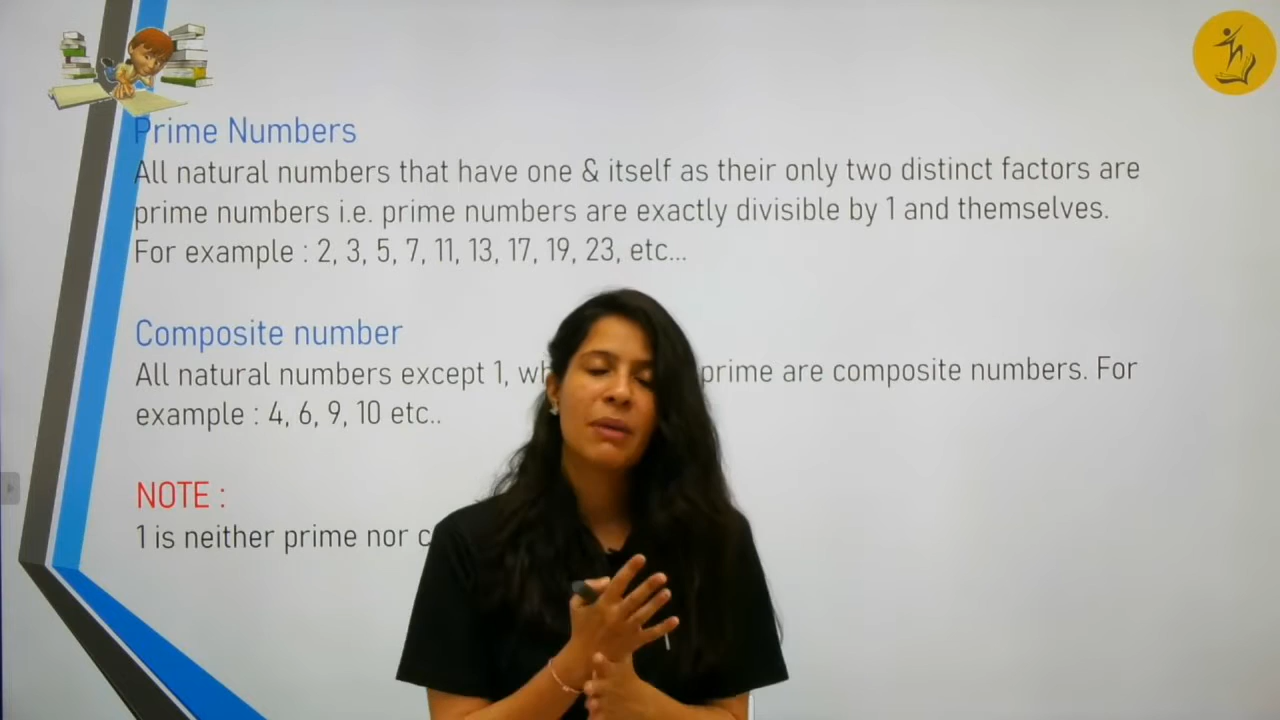 Prime Numbers
All natural numbers that have one & itself as their only two distinct factors are
prime numbers i.e. prime numbers are exactly divisible by 1 and themselves.
For example : 2, 3, 5, 7, 11, 13, 17, 19, 23, etc...
Composite number
All natural numbers except 1, prime are composite numbers. For
example : 4, 6, 9, 10 etc..
NOTE :
1 is neither prime nor